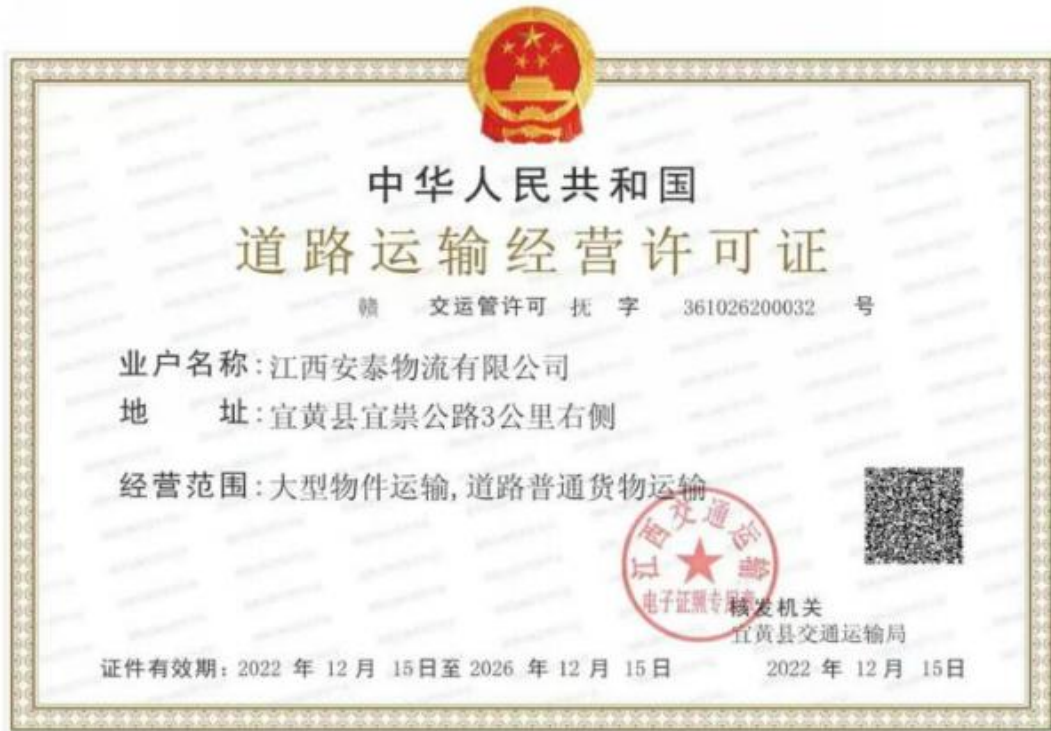 中华人民共和国
道路运输经营许可证
赣 交运管许可 抚 字 361026200032 号
业户名称:江西安泰物流有限公司
地 址:宜黄县宜祟公路3公里右侧
经营范围:大型物件运输,道路普通货物运输
江西交通运输
电子证照专用章
核发机关
宜黄县交通运输局
证件有效期: 2022 年 12 月 15日至 2026 年 12 月 15日 2022 年 12 月 15日